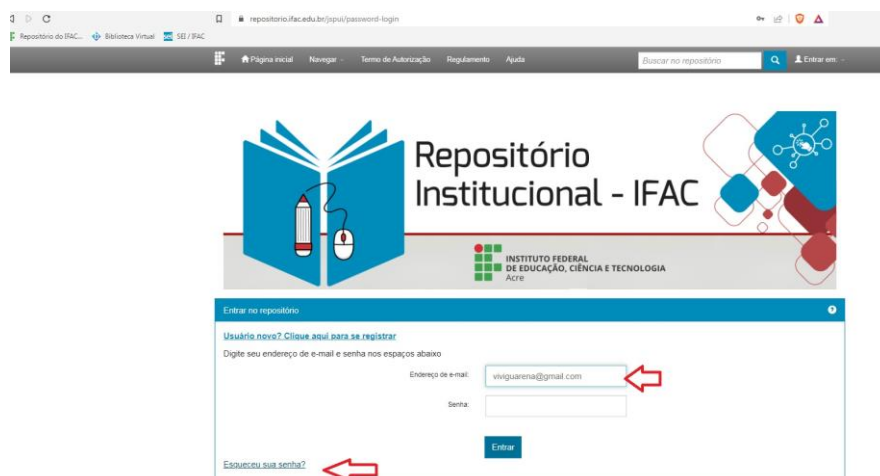 repositorio.ifac.edu.br/jspui/password-login
Repositório do IFAC... Biblioteca Virtual SEI / IFAC
Página inicial Navegar Termo de Autorização Regulamento Ajuda Buscar no repositório Entrar em:
Repositório
Institucional - IFAC
INSTITUTO FEDERAL
DE EDUCAÇÃO, CIÊNCIA E TECNOLOGIA
Acre
Entrar no repositório
Usuário novo? Clique aqui para se registrar
Digite seu endereço de e-mail e senha nos espaços abaixo
Endereço de e-mail: viviguarena@gmail.com
Senha:
Entrar
Esqueceu sua senha?